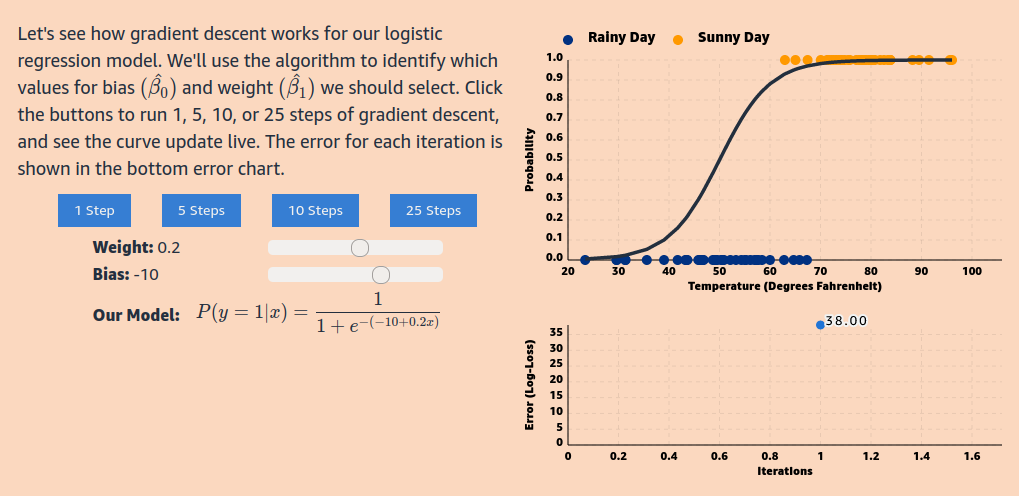 Let's see how gradient descent works for our logistic
regression model. We'll use the algorithm to identify which
values for bias (β̂₀) and weight (β̂₁) we should select. Click
the buttons to run 1, 5, 10, or 25 steps of gradient descent,
and see the curve update live. The error for each iteration is
shown in the bottom error chart.
1 Step 5 Steps 10 Steps 25 Steps
Weight: 0.2
Bias: -10
Our Model: P(y = 1|x) = 1 / 1 + e^−(−10+0.2x)
Rainy Day Sunny Day
1.0
0.9
0.8
0.7
0.6
0.5
0.4
0.3
0.2
0.1
0.0
Probability
20 30 40 50 60 70 80 90 100
Temperature (Degrees Fahrenheit)
38.00
35
30
25
20
15
10
5
0
Error (Log-Loss)
0 0.2 0.4 0.6 0.8 1 1.2 1.4 1.6
Iterations